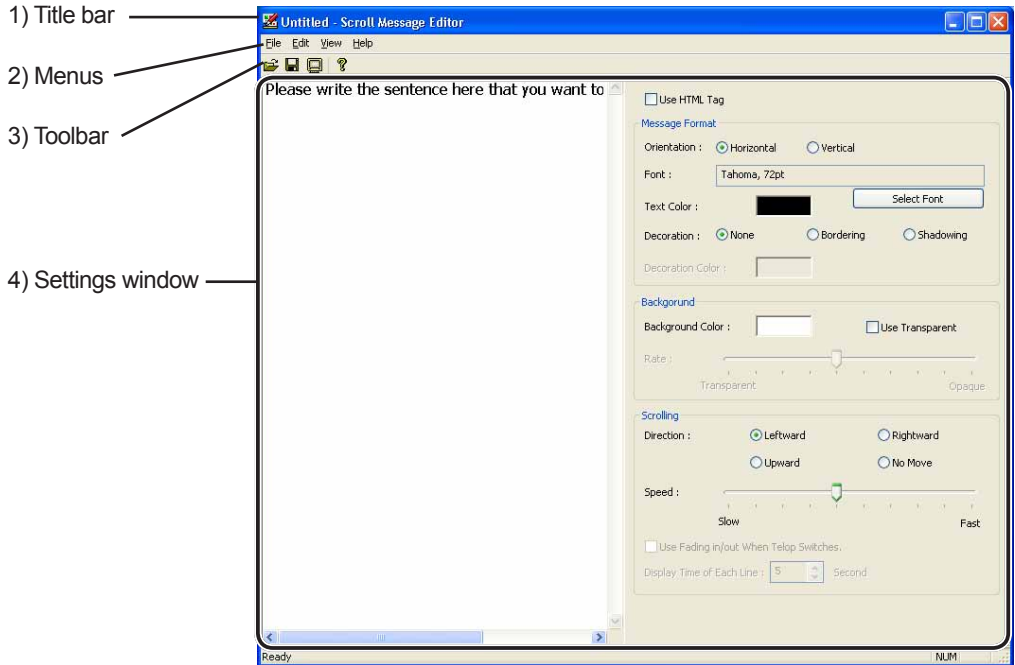 1) Title bar
Untitled - Scroll Message Editor
File Edit View Help
2) Menus
3) Toolbar
Please write the sentence here that you want to
Use HTML Tag
Message Format
Orientation : Horizontal Vertical
Font : Tahoma, 72pt
Select Font
Text Color :
Decoration : None Bordering Shadowing
Decoration Color :
4) Settings window
Backgorund
Background Color : Use Transparent
Rate :
Transparent Opaque
Scrolling
Direction : Leftward Rightward
Upward No Move
Speed :
Slow Fast
Use Fading in/out When Telop Switches.
Display Time of Each Line : 5 Second
Ready NUM